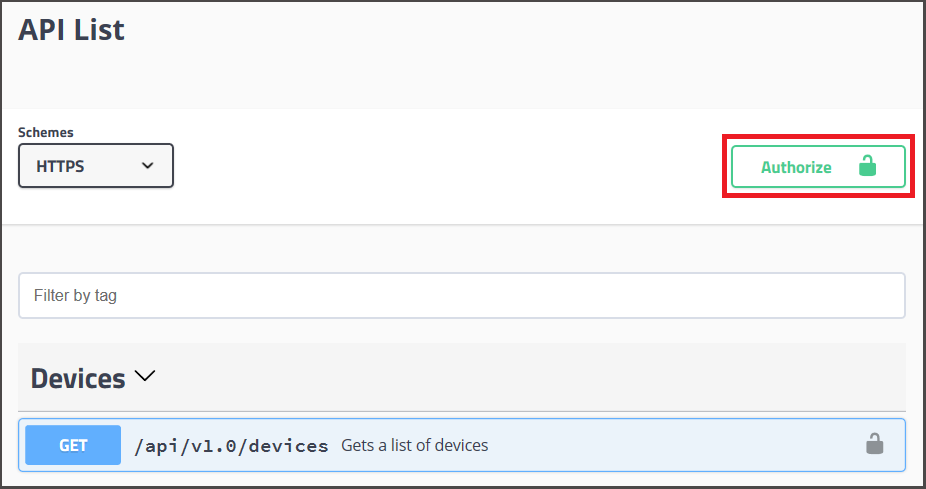 API List
Schemes
HTTPS
Authorize
Filter by tag
Devices
GET /api/v1.0/devices Gets a list of devices